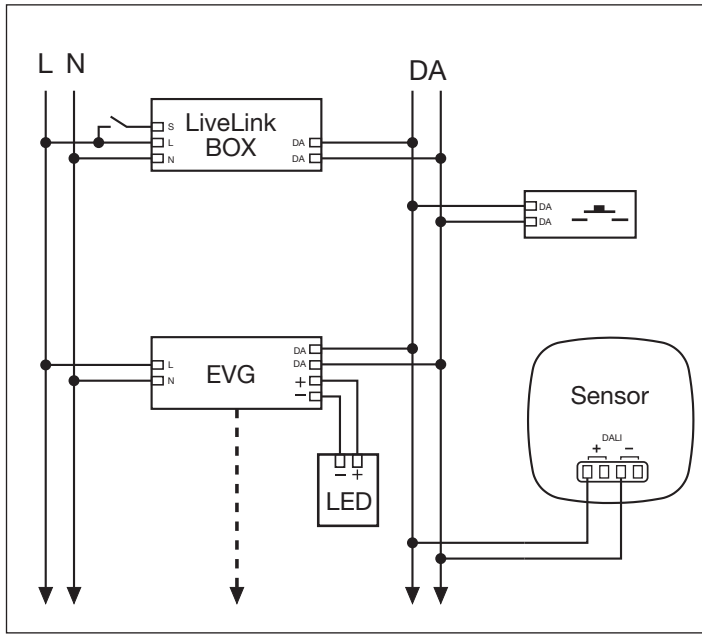 L N
DA
S
L
N
LiveLink
BOX
DA
DA
DA
DA
L
N
EVG
DA
DA
+
−
− +
LED
Sensor
DALI
+ −